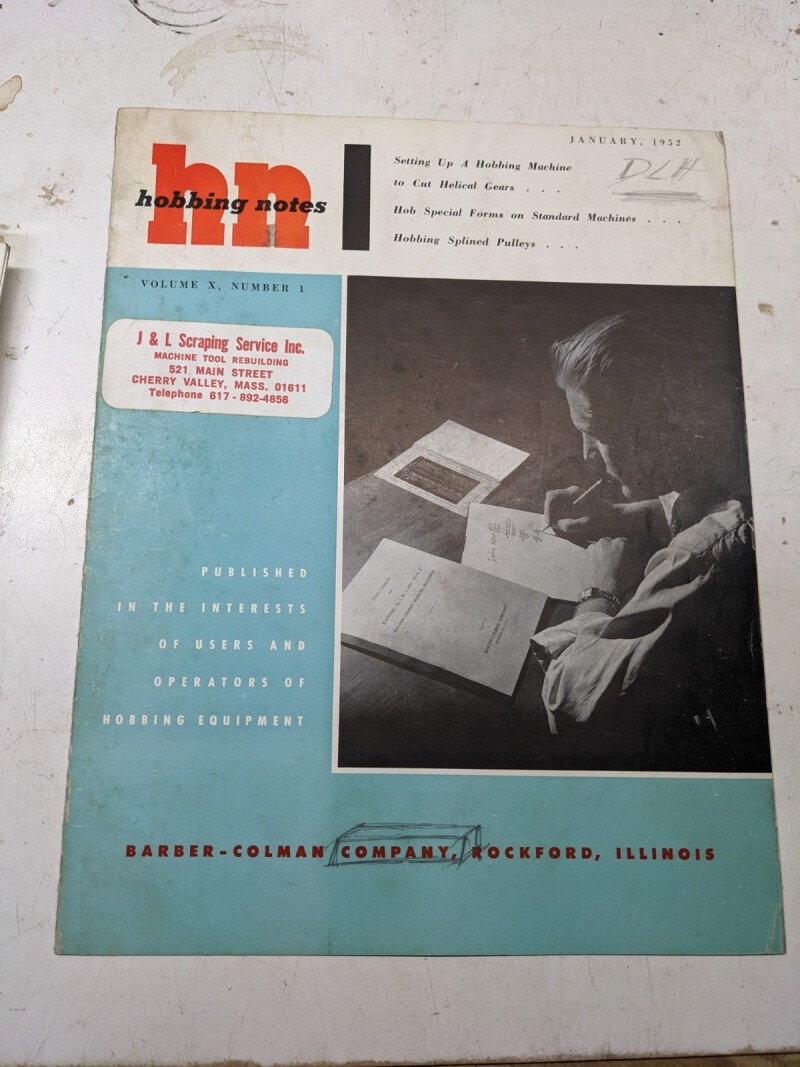 JANUARY, 1952
hn
hobbing notes
Setting Up A Hobbing Machine
to Cut Helical Gears . . .
Hob Special Forms on Standard Machines . . .
Hobbing Splined Pulleys . . .
DLH
VOLUME X, NUMBER 1
J & L Scraping Service Inc.
MACHINE TOOL REBUILDING
521 MAIN STREET
CHERRY VALLEY, MASS. 01611
Telephone 617 - 892-4856
PUBLISHED
IN THE INTERESTS
OF USERS AND
OPERATORS OF
HOBBING EQUIPMENT
BARBER-COLMAN COMPANY, ROCKFORD, ILLINOIS